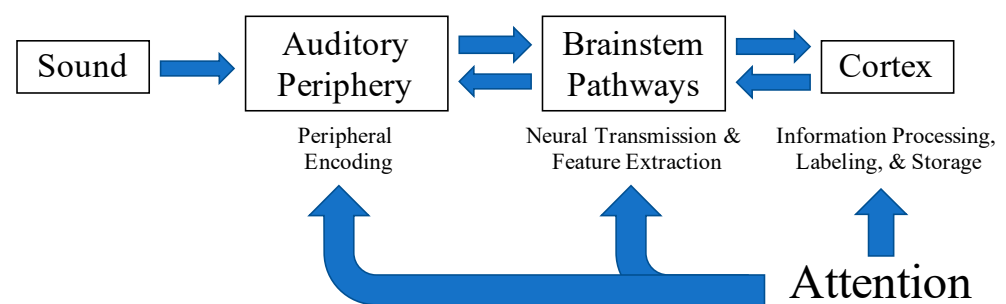 Sound
Auditory
Periphery
Brainstem
Pathways
Cortex
Peripheral
Encoding
Neural Transmission &
Feature Extraction
Information Processing,
Labeling, & Storage
Attention